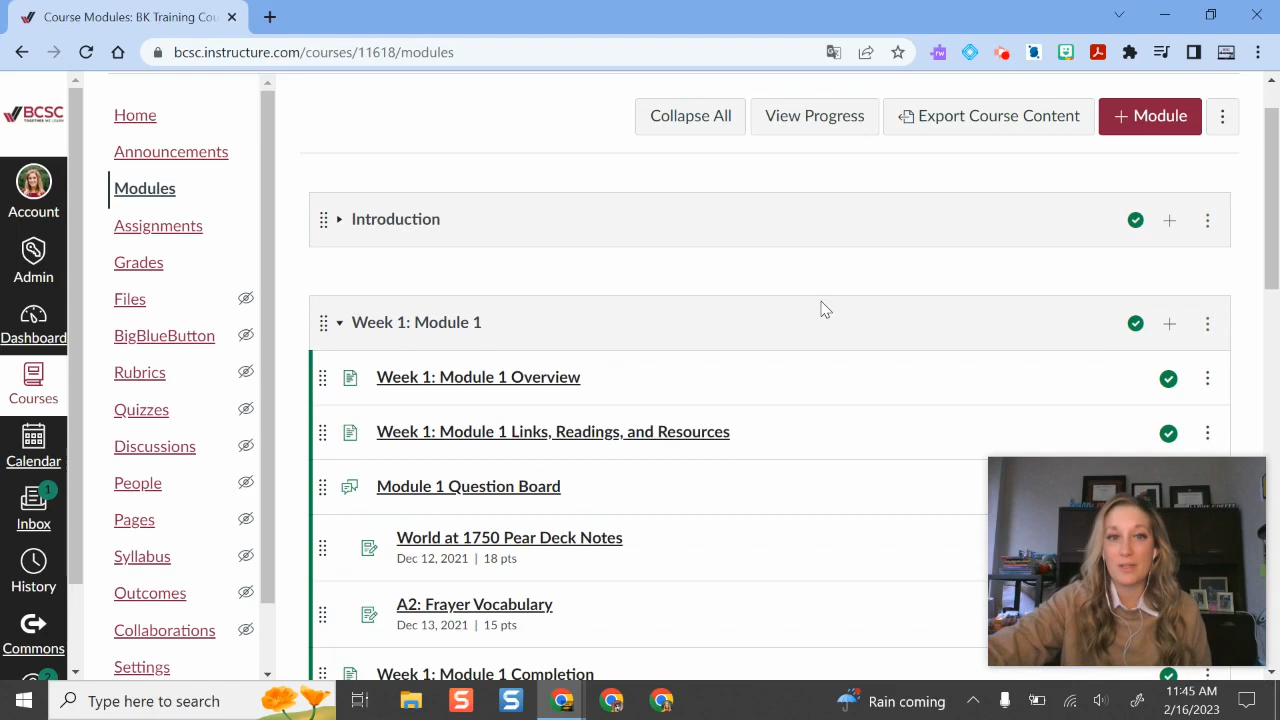 Course Modules: BK Training Cou
bcsc.instructure.com/courses/11618/modules
BCSC
Account
Admin
Dashboard
Courses
Calendar
1
Inbox
History
Commons
Home
Announcements
Modules
Assignments
Grades
Files
BigBlueButton
Rubrics
Quizzes
Discussions
People
Pages
Syllabus
Outcomes
Collaborations
Settings
Collapse All
View Progress
Export Course Content
+ Module
Introduction
Week 1: Module 1
Week 1: Module 1 Overview
Week 1: Module 1 Links, Readings, and Resources
Module 1 Question Board
World at 1750 Pear Deck Notes
Dec 12, 2021 | 18 pts
A2: Frayer Vocabulary
Dec 13, 2021 | 15 pts
Week 1: Module 1 Completion
Type here to search
Rain coming
11:45 AM
2/16/2023